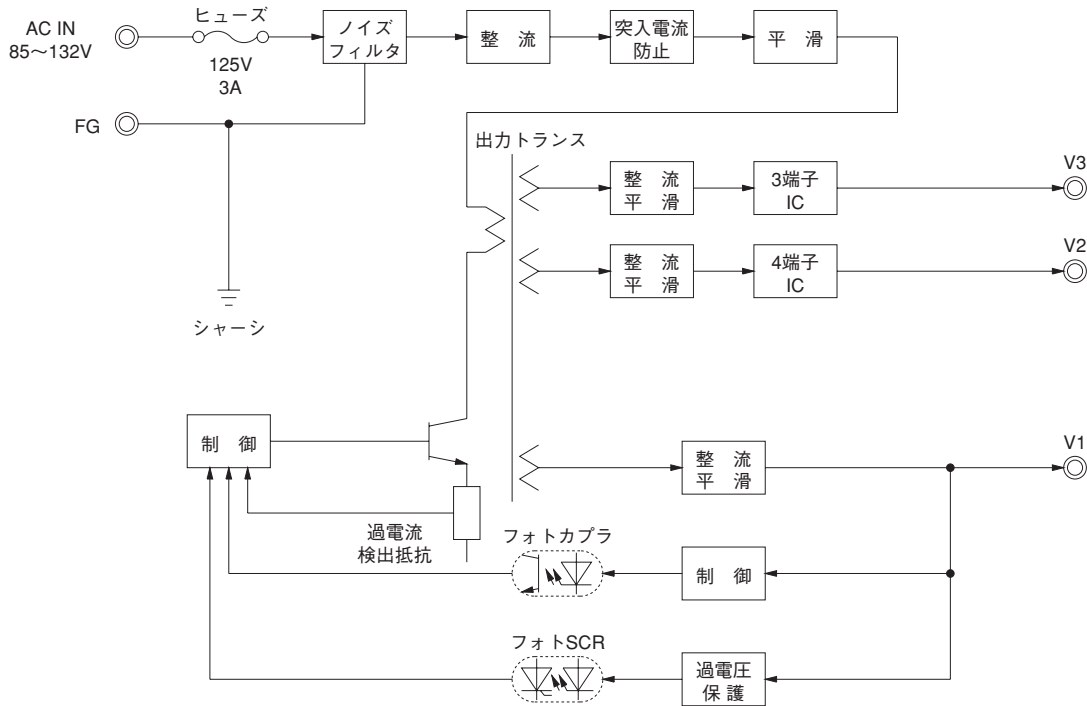 AC IN
85～132V
ヒューズ
125V
3A
ノイズ
フィルタ
整 流
突入電流
防止
平 滑
FG
シャーシ
出力トランス
整 流
平 滑
3端子
IC
V3
整 流
平 滑
4端子
IC
V2
制 御
過電流
検出抵抗
整 流
平 滑
V1
フォトカプラ
制 御
フォトSCR
過電圧
保 護